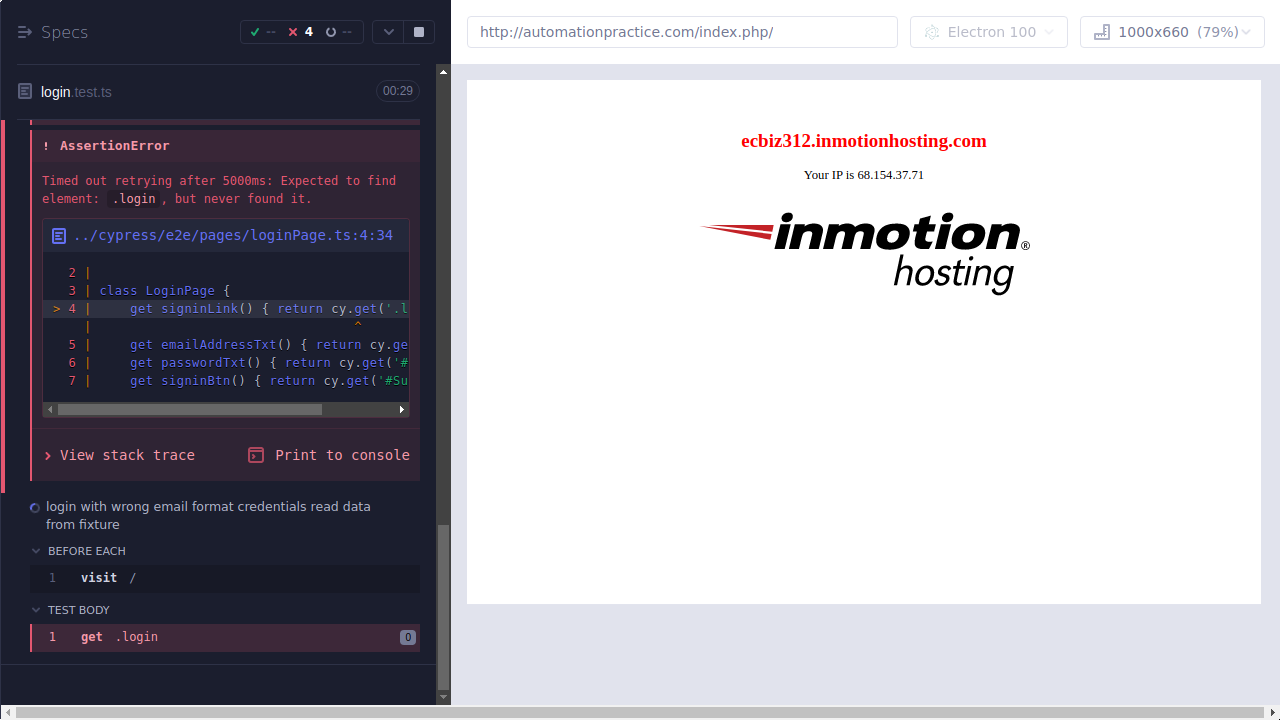 Specs
-- 4 --
login.test.ts
00:29
! AssertionError
Timed out retrying after 5000ms: Expected to find
element: .login, but never found it.
../cypress/e2e/pages/loginPage.ts:4:34
2 |
3 | class LoginPage {
> 4 |     get signinLink() { return cy.get('.l
|                                  ^
5 |     get emailAddressTxt() { return cy.ge
6 |     get passwordTxt() { return cy.get('#
7 |     get signinBtn() { return cy.get('#Su
View stack trace
Print to console
login with wrong email format credentials read data
from fixture
BEFORE EACH
1 visit /
TEST BODY
1 get .login 0
http://automationpractice.com/index.php/
Electron 100
1000x660 (79%)
ecbiz312.inmotionhosting.com
Your IP is 68.154.37.71
inmotion®
hosting